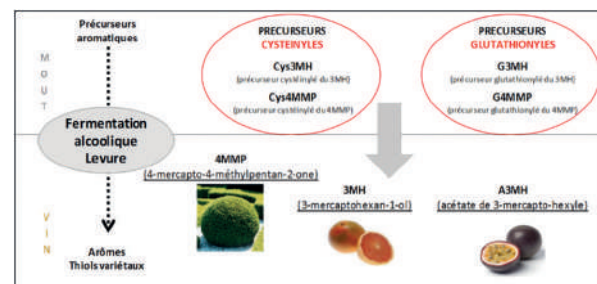 Précurseurs
aromatiques
MOUT
Fermentation
alcoolique
Levure
VIN
Arômes
Thiols variétaux
PRECURSEURS
CYSTEINYLES
Cys3MH
(précurseur cystéinylé du 3MH)
Cys4MMP
(précurseur cystéinylé du 4MMP)
PRECURSEURS
GLUTATHIONYLES
G3MH
(précurseur glutathionylé du 3MH)
G4MMP
(précurseur glutathionylé du 4MMP)
4MMP
(4-mercapto-4-méthylpentan-2-one)
3MH
(3-mercaptohexan-1-ol)
A3MH
(acétate de 3-mercapto-hexyle)